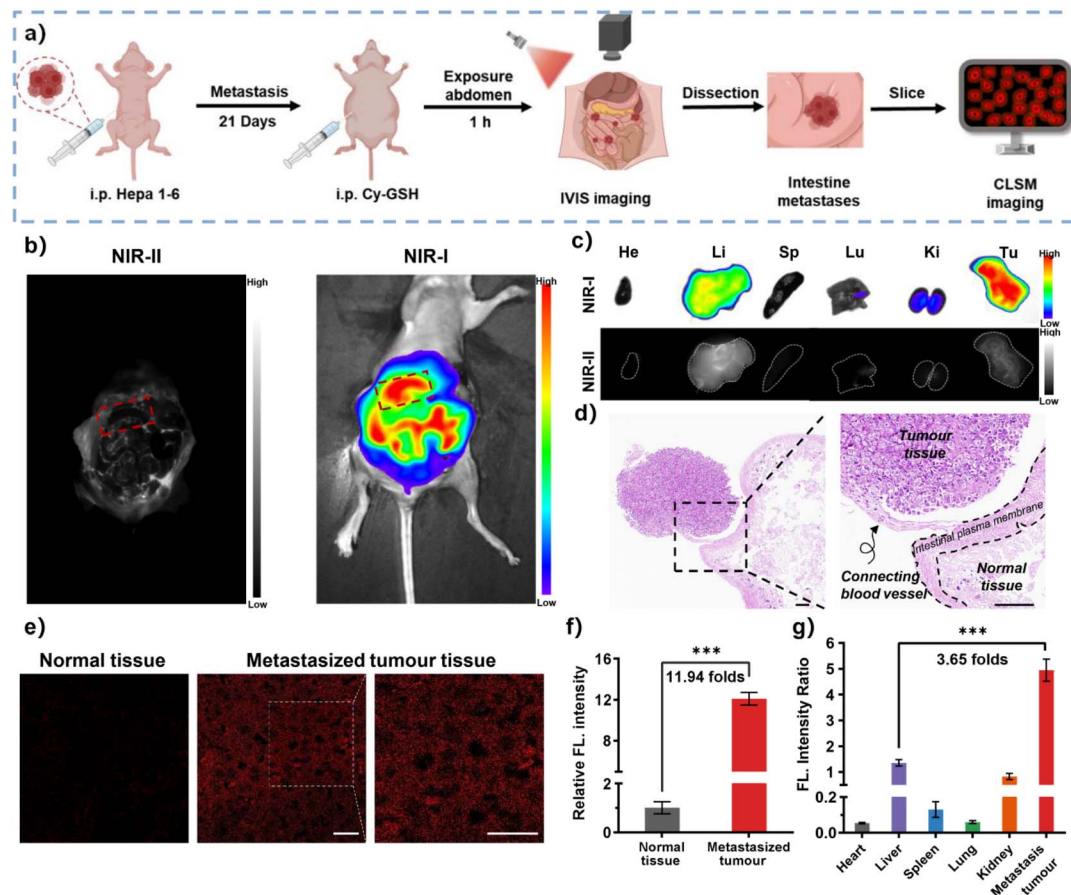 a)
Metastasis
21 Days
Exposure
abdomen
1 h
Dissection
Slice
i.p. Hepa 1-6
i.p. Cy-GSH
IVIS imaging
Intestine
metastases
CLSM
imaging
b)
NIR-II
NIR-I
High
Low
High
Low
c)
He
Li
Sp
Lu
Ki
Tu
NIR-I
High
Low
NIR-II
High
Low
d)
Tumour
tissue
Intestinal plasma membrane
Connecting
blood vessel
Normal
tissue
e)
Normal tissue
Metastasized tumour tissue
f)
Relative FL. intensity
16
12
8
4
2
0
***
11.94 folds
Normal
tissue
Metastasized
tumour
g)
FL. Intensity Ratio
6
5
4
3
2
1
0.2
0.0
***
3.65 folds
Heart
Liver
Spleen
Lung
Kidney
Metastasis
tumour